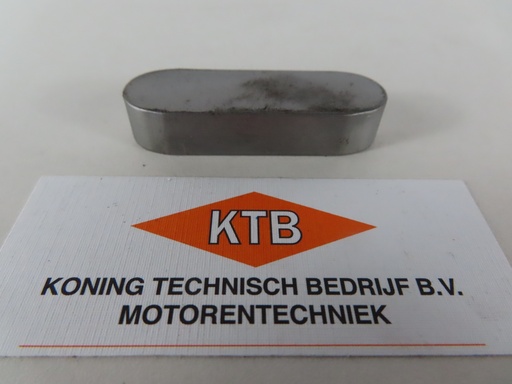 KTB
KONING TECHNISCH BEDRIJF B.V.
MOTORENTECHNIEK